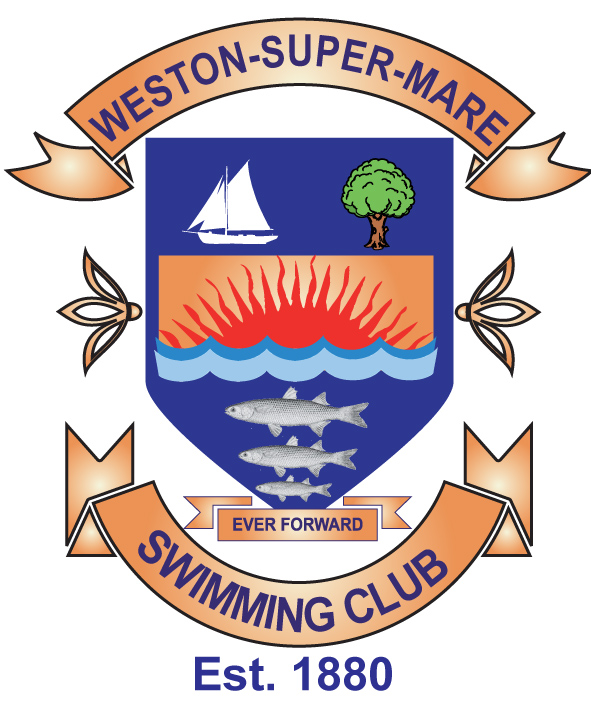 WESTON-SUPER-MARE
EVER FORWARD
SWIMMING CLUB
Est. 1880